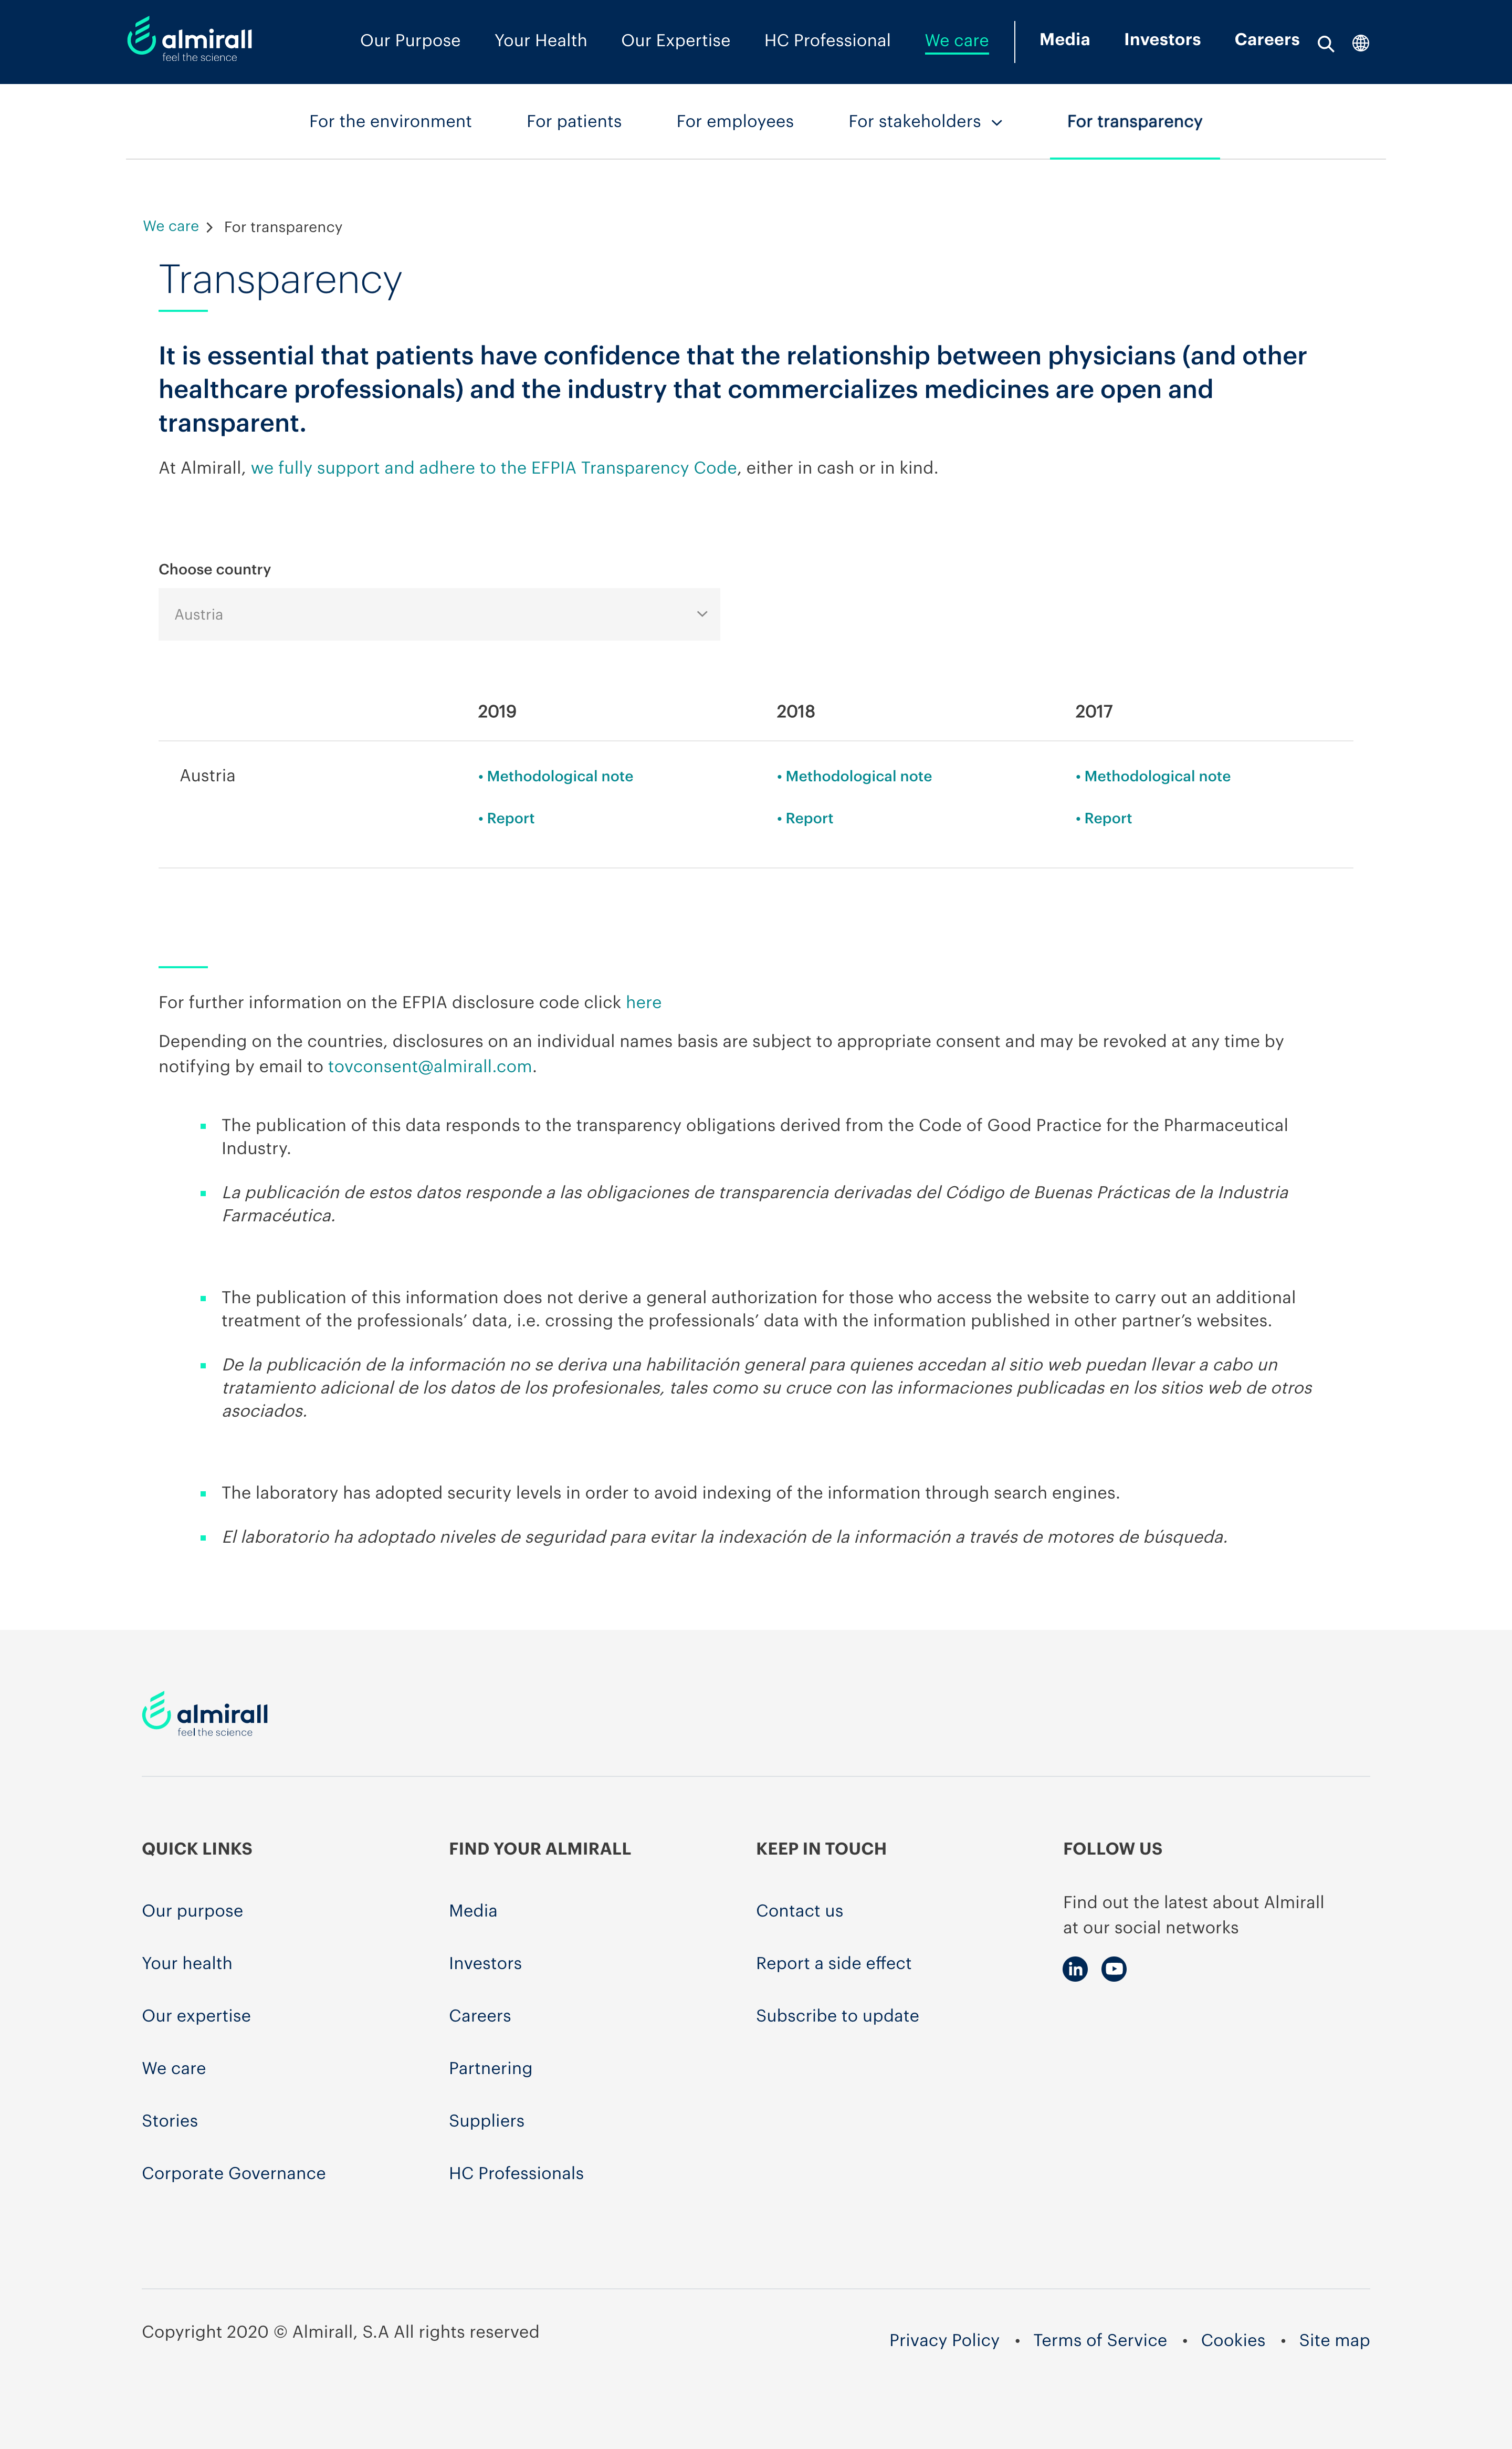 almirall
feel the science
Our Purpose Your Health Our Expertise HC Professional We care Media Investors Careers
For the environment For patients For employees For stakeholders For transparency
We care > For transparency
Transparency
It is essential that patients have confidence that the relationship between physicians (and other
healthcare professionals) and the industry that commercializes medicines are open and
transparent.
At Almirall, we fully support and adhere to the EFPIA Transparency Code, either in cash or in kind.
Choose country
Austria
2019 2018 2017
Austria • Methodological note • Methodological note • Methodological note
• Report • Report • Report
For further information on the EFPIA disclosure code click here
Depending on the countries, disclosures on an individual names basis are subject to appropriate consent and may be revoked at any time by
notifying by email to tovconsent@almirall.com.
The publication of this data responds to the transparency obligations derived from the Code of Good Practice for the Pharmaceutical
Industry.
La publicación de estos datos responde a las obligaciones de transparencia derivadas del Código de Buenas Prácticas de la Industria
Farmacéutica.
The publication of this information does not derive a general authorization for those who access the website to carry out an additional
treatment of the professionals’ data, i.e. crossing the professionals’ data with the information published in other partner’s websites.
De la publicación de la información no se deriva una habilitación general para quienes accedan al sitio web puedan llevar a cabo un
tratamiento adicional de los datos de los profesionales, tales como su cruce con las informaciones publicadas en los sitios web de otros
asociados.
The laboratory has adopted security levels in order to avoid indexing of the information through search engines.
El laboratorio ha adoptado niveles de seguridad para evitar la indexación de la información a través de motores de búsqueda.
almirall
feel the science
QUICK LINKS FIND YOUR ALMIRALL KEEP IN TOUCH FOLLOW US
Our purpose Media Contact us Find out the latest about Almirall
at our social networks
Your health Investors Report a side effect
Our expertise Careers Subscribe to update
We care Partnering
Stories Suppliers
Corporate Governance HC Professionals
Copyright 2020 © Almirall, S.A All rights reserved
Privacy Policy • Terms of Service • Cookies • Site map